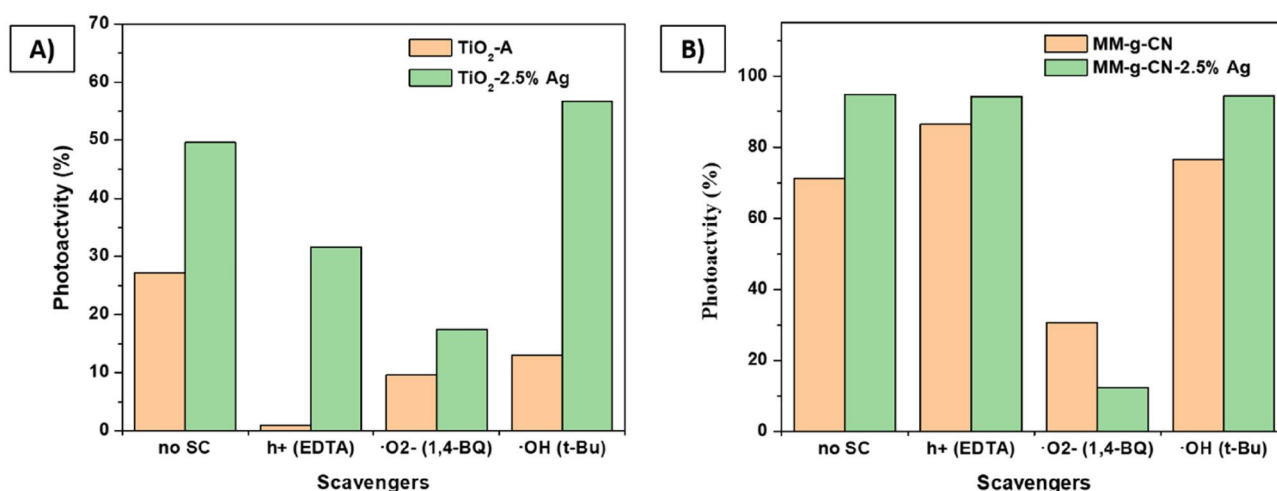 A)
TiO2-A
TiO2-2.5% Ag
Photoactvity (%)
70
60
50
40
30
20
10
0
no SC h+ (EDTA) ·O2- (1,4-BQ) ·OH (t-Bu)
Scavengers
B)
MM-g-CN
MM-g-CN-2.5% Ag
Photoactvity (%)
100
80
60
40
20
0
no SC h+ (EDTA) ·O2- (1,4-BQ) ·OH (t-Bu)
Scavengers